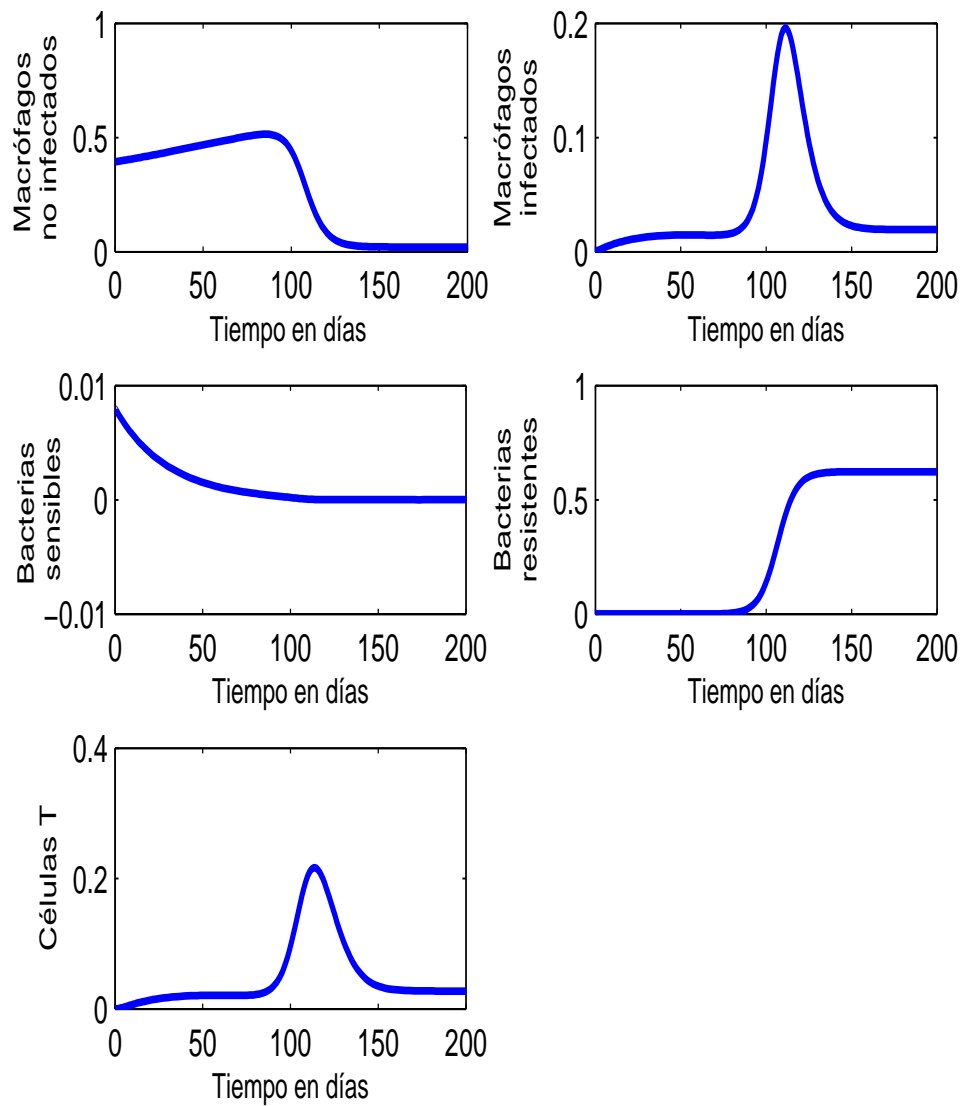 Macrófagos
no infectados
1
0.5
0
0 50 100 150 200
Tiempo en días
Macrófagos
infectados
0.2
0.1
0
0 50 100 150 200
Tiempo en días
Bacterias
sensibles
0.01
0
−0.01
0 50 100 150 200
Tiempo en días
Bacterias
resistentes
1
0.5
0
0 50 100 150 200
Tiempo en días
Células T
0.4
0.2
0
0 50 100 150 200
Tiempo en días